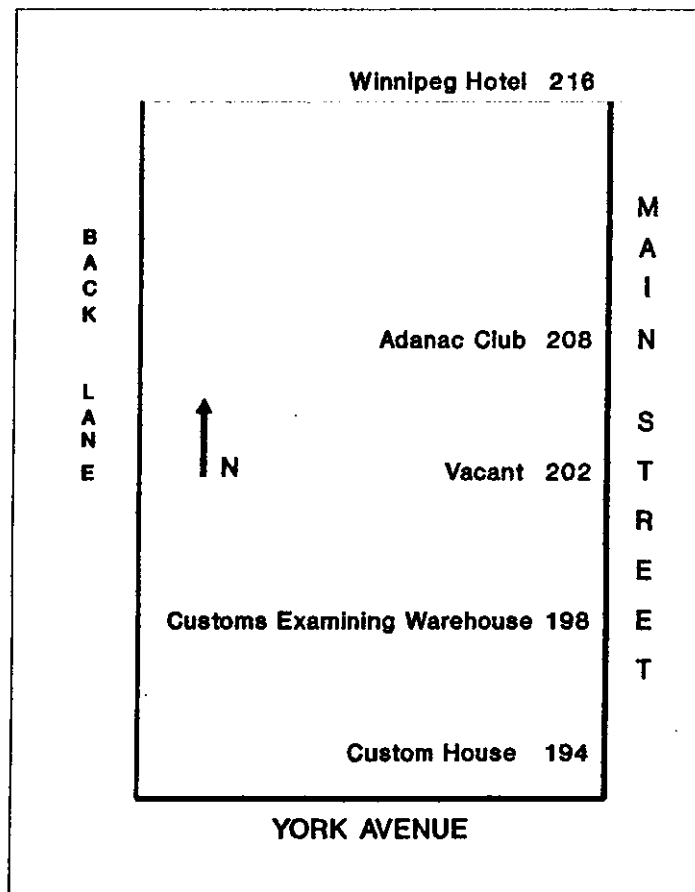 Winnipeg Hotel 216
BACK LANE
MAIN STREET
Adanac Club 208
N
Vacant 202
Customs Examining Warehouse 198
Custom House 194
YORK AVENUE